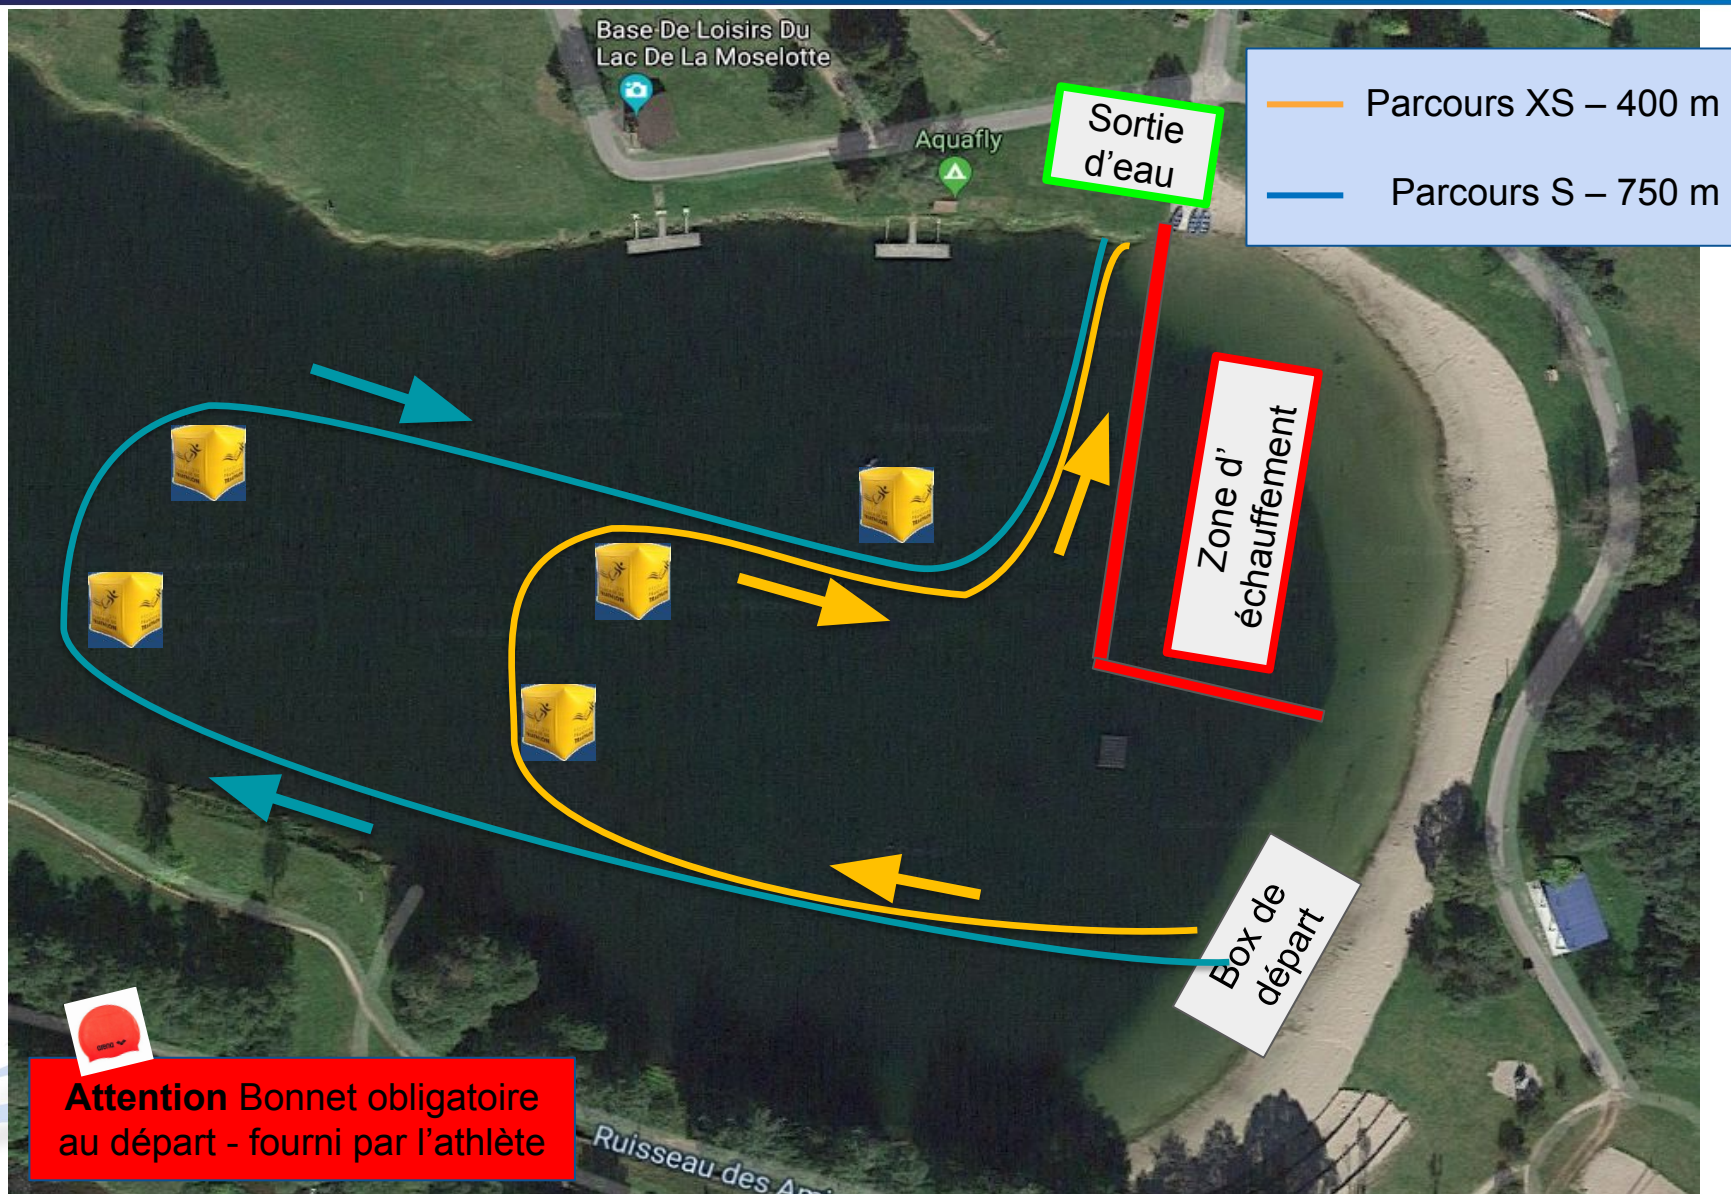 Base De Loisirs Du
Lac De La Moselotte
Aquafly
Sortie
d'eau
Parcours XS – 400 m
Parcours S – 750 m
Zone d'
échauffement
Box de
départ
Attention Bonnet obligatoire
au départ - fourni par l'athlète
Ruisseau des